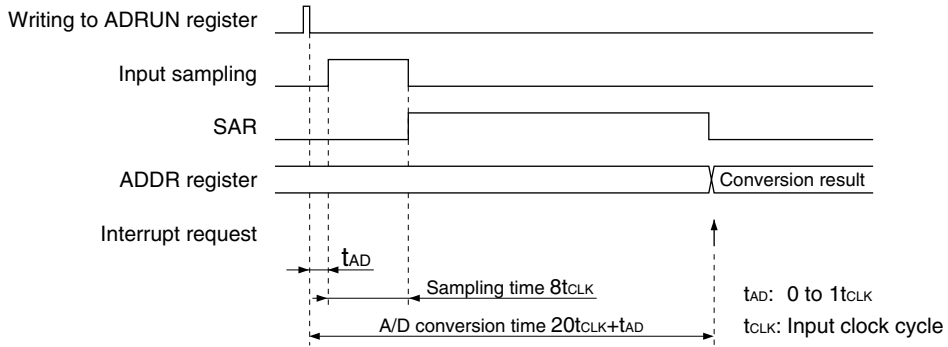 Writing to ADRUN register
Input sampling
SAR
ADDR register
Conversion result
Interrupt request
tAD
Sampling time 8tCLK
tAD: 0 to 1tCLK
A/D conversion time 20tCLK+tAD
tCLK: Input clock cycle